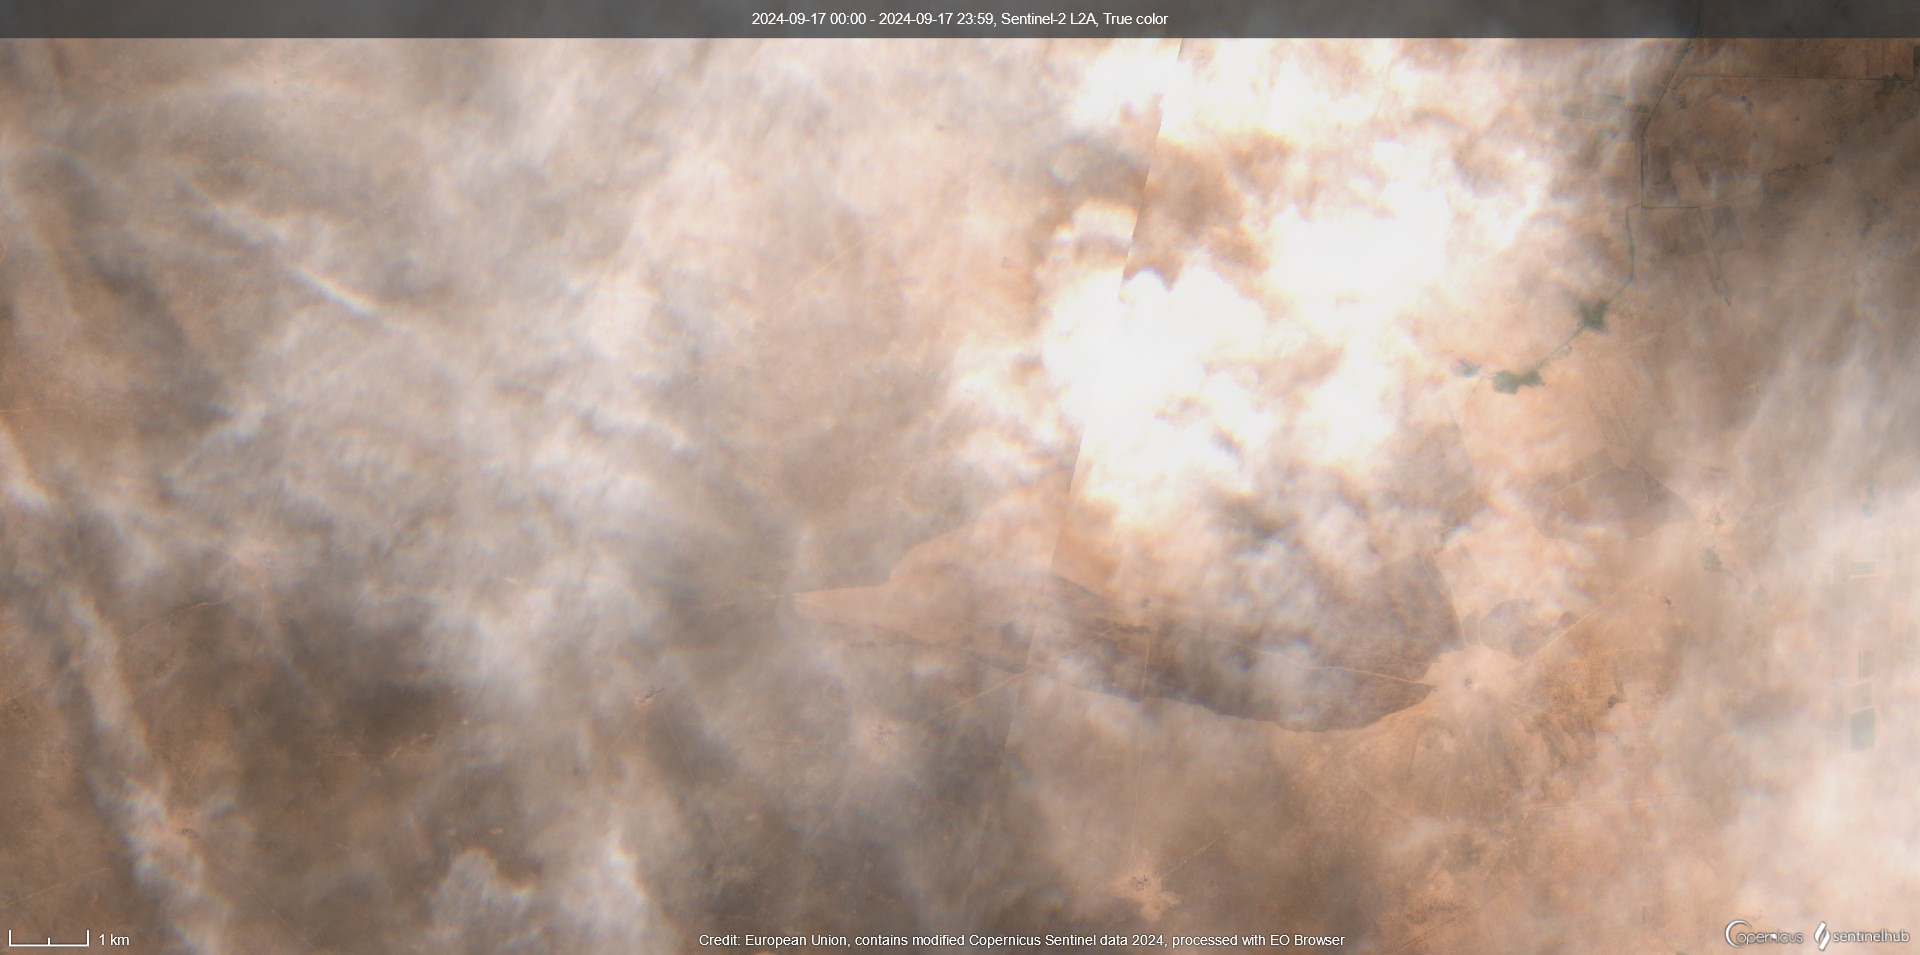 2024-09-17 00:00 - 2024-09-17 23:59, Sentinel-2 L2A, True color
1 km
Credit: European Union, contains modified Copernicus Sentinel data 2024, processed with EO Browser
Copernicus
sentinelhub